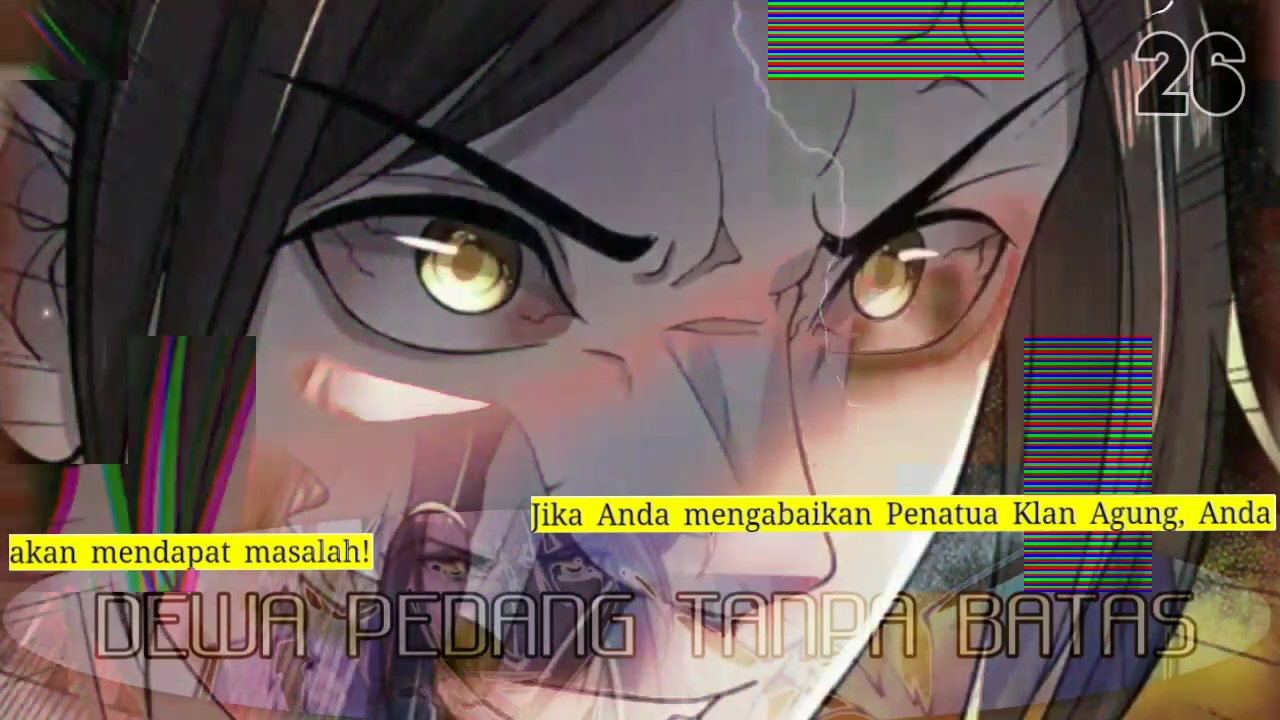 26
Jika Anda mengabaikan Penatua Klan Agung, Anda
akan mendapat masalah!
DEWA PEDANG TANPA BATAS